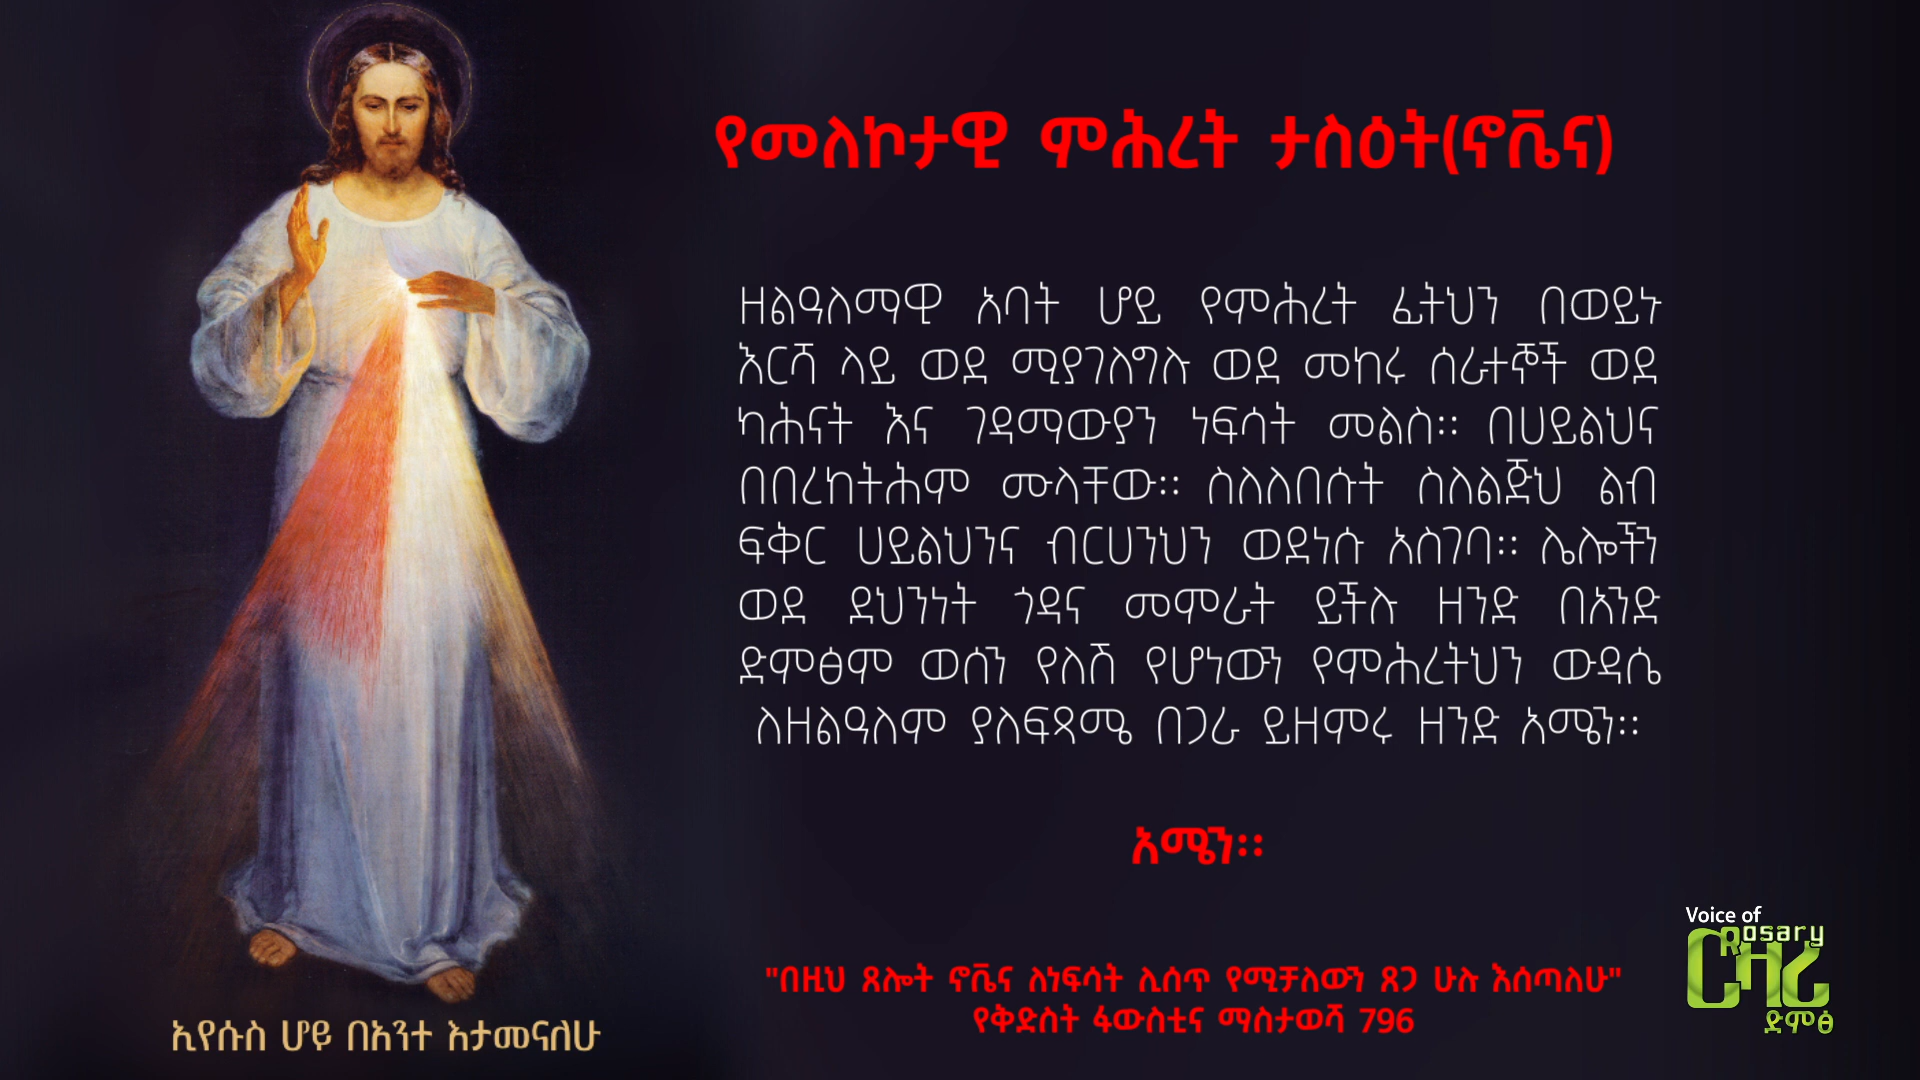 የመለኮታዊ ምሕረት ታስዕት(ኖቬና)
ዘልዓለማዊ አባት ሆይ የምሕረት ፊትህን በወይነ
እርሻ ላይ ወደ ሚያገለግሉ ወደ መከሩ ሰራተኞች ወደ
ካሕናት እና ገዳማውያን ነፍሳት መልስ፡፡ በሀይልህና
በበረከትሕም ሙላቸው፡፡ ስለለበሱት ስለልጅህ ልብ
ፍቅር ሀይልህንና ብርሀንህን ወደነሱ አስገባ፡፡ ሌሎችን
ወደ ደህንነት ጎዳና መምራት ይችሉ ዘንድ በአንድ
ድምፅም ወሰን የለሽ የሆነውን የምሕረትህን ውዳሴ
ለዘልዓለም ያለፍጻሜ በጋራ ይዘምሩ ዘንድ አሜን፡፡
አሜን፡፡
"በዚህ ጸሎት ኖቬና ለነፍሳት ሊሰጥ የሚቻለውን ጸጋ ሁሉ እሰጣለሁ"
የቅድስት ፋውስቲና ማስታወሻ 796
ኢየሱስ ሆዩ በአንተ እታመናለሁ
Voice of
Rosary
ሮዛሪ
ድምፅ